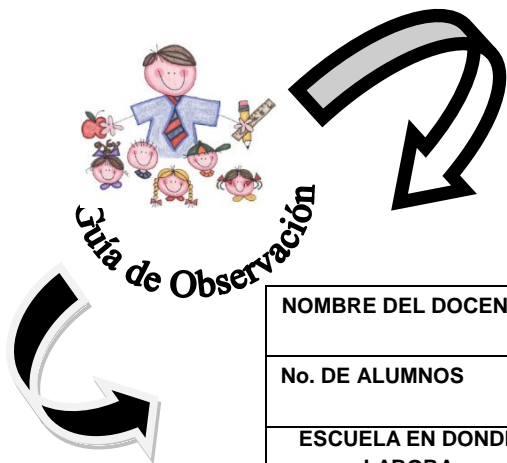 Guía de Observación
NOMBRE DEL DOCEN
No. DE ALUMNOS
ESCUELA EN DOND